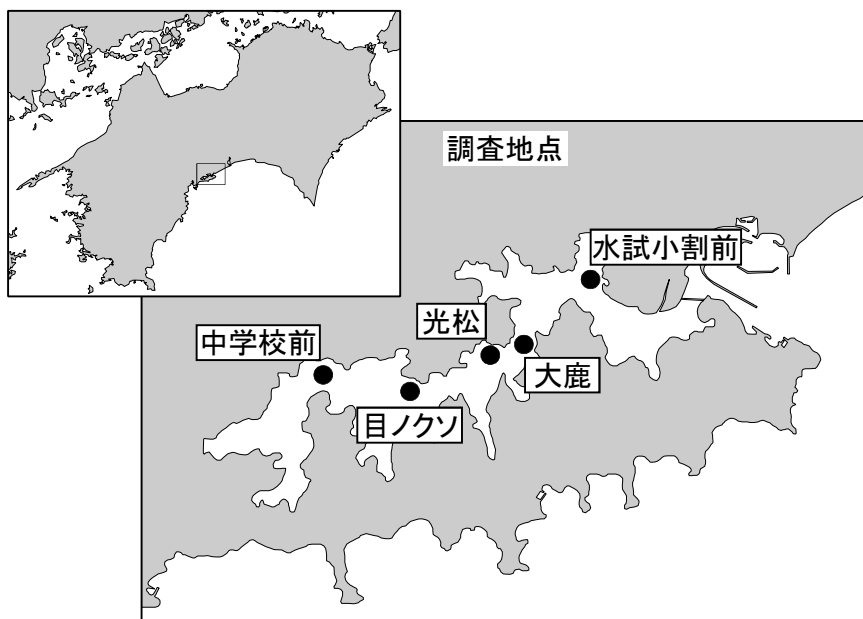 調査地点
水試小割前
光松
中学校前
大鹿
目ノクソ